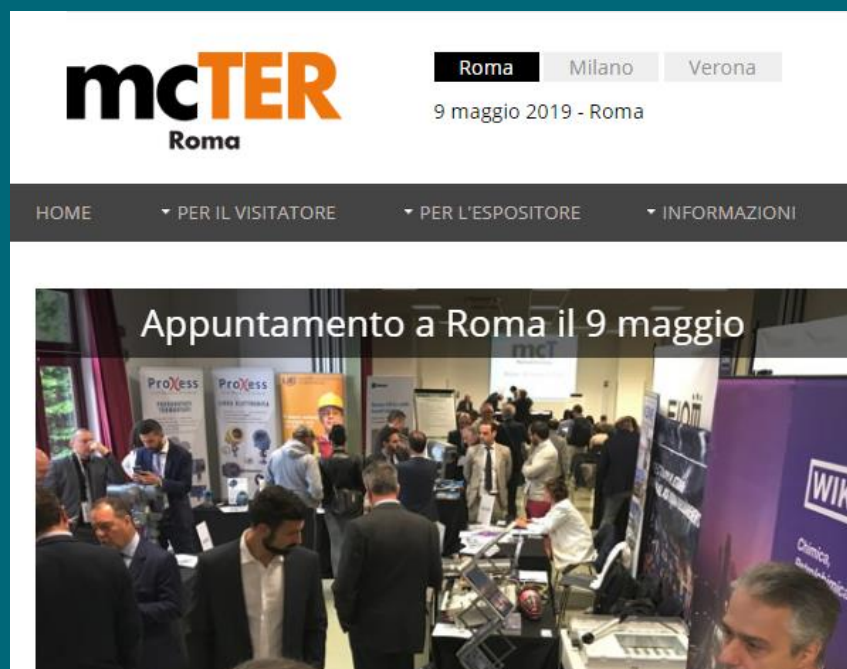 mcTER
Roma
Roma Milano Verona
9 maggio 2019 - Roma
HOME PER IL VISITATORE PER L'ESPOSITORE INFORMAZIONI
Appuntamento a Roma il 9 maggio
mcT
ProXess ProXess
WIK
Chimica,